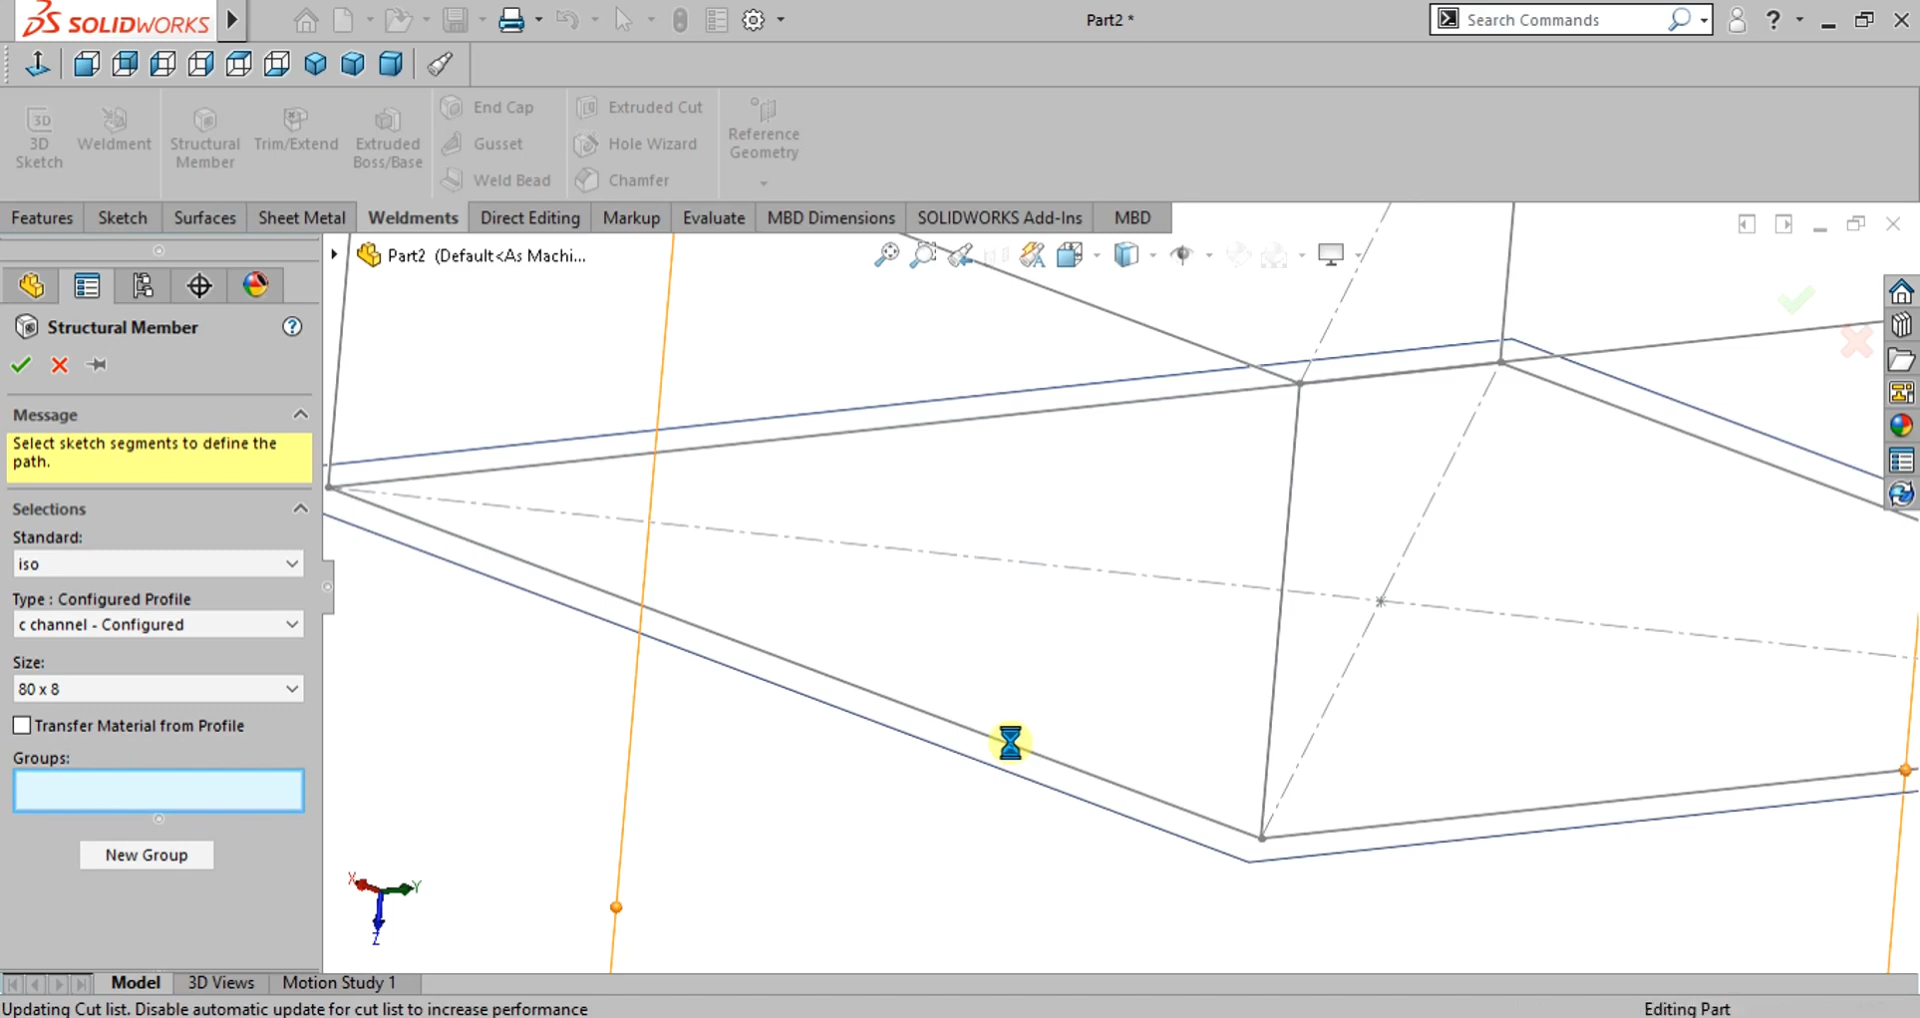 SOLIDWORKS
Part2 *
Search Commands
?
3D
Sketch
Weldment
Structural
Member
Trim/Extend
Extruded
Boss/Base
End Cap
Gusset
Weld Bead
Extruded Cut
Hole Wizard
Chamfer
Reference
Geometry
Features
Sketch
Surfaces
Sheet Metal
Weldments
Direct Editing
Markup
Evaluate
MBD Dimensions
SOLIDWORKS Add-Ins
MBD
Part2 (Default<As Machi...
Structural Member
?
Message
Select sketch segments to define the
path.
Selections
Standard:
iso
Type : Configured Profile
c channel - Configured
Size:
80 x 8
Transfer Material from Profile
Groups:
New Group
X
Y
Z
Model
3D Views
Motion Study 1
Updating Cut list. Disable automatic update for cut list to increase performance
Editing Part